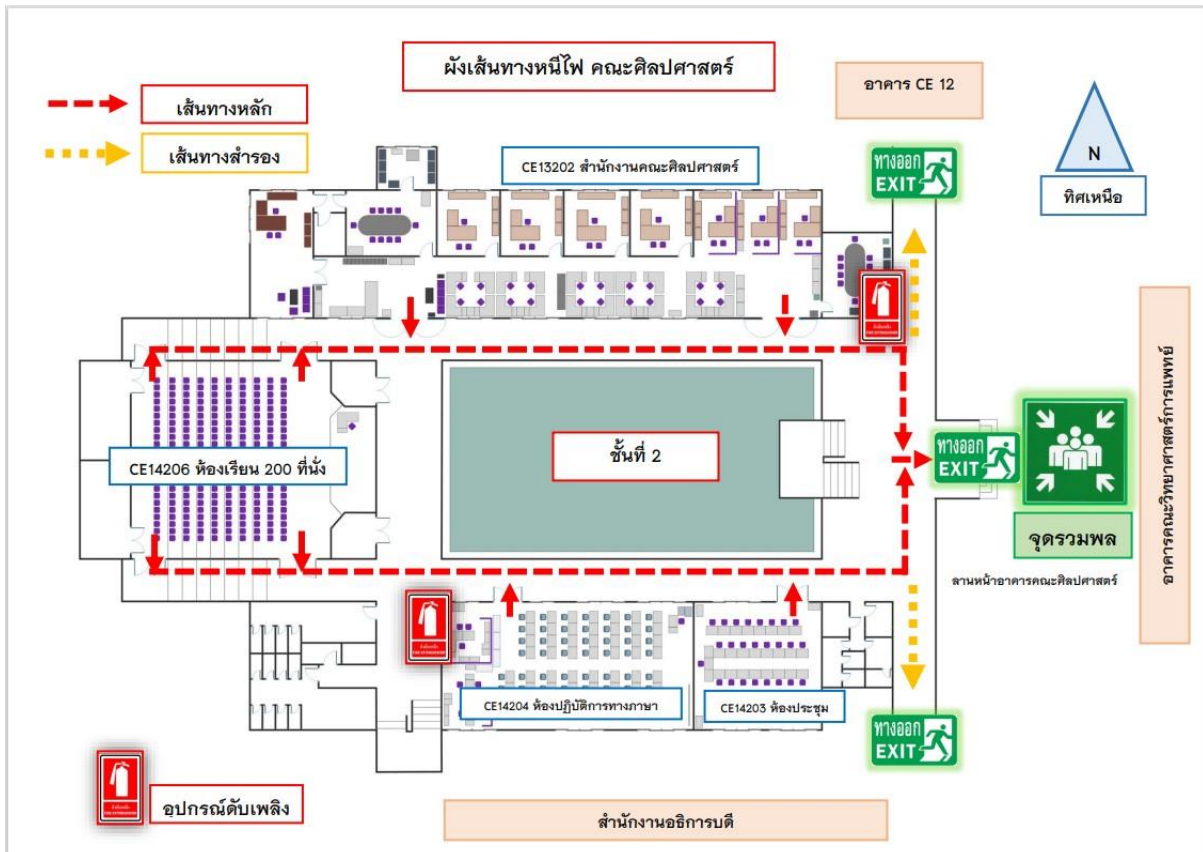 ผังเส้นทางหนีไฟ คณะศิลปศาสตร์
อาคาร CE 12
เส้นทางหลัก
เส้นทางสำรอง
N
ทิศเหนือ
CE13202 สำนักงานคณะศิลปศาสตร์
ทางออก
EXIT
CE14206 ห้องเรียน 200 ที่นั่ง
ชั้นที่ 2
ทางออก
EXIT
จุดรวมพล
ลานหน้าอาคารคณะศิลปศาสตร์
อาคารคณะวิทยาศาสตร์การแพทย์
CE14204 ห้องปฏิบัติการทางภาษา
CE14203 ห้องประชุม
ทางออก
EXIT
อุปกรณ์ดับเพลิง
สำนักงานอธิการบดี